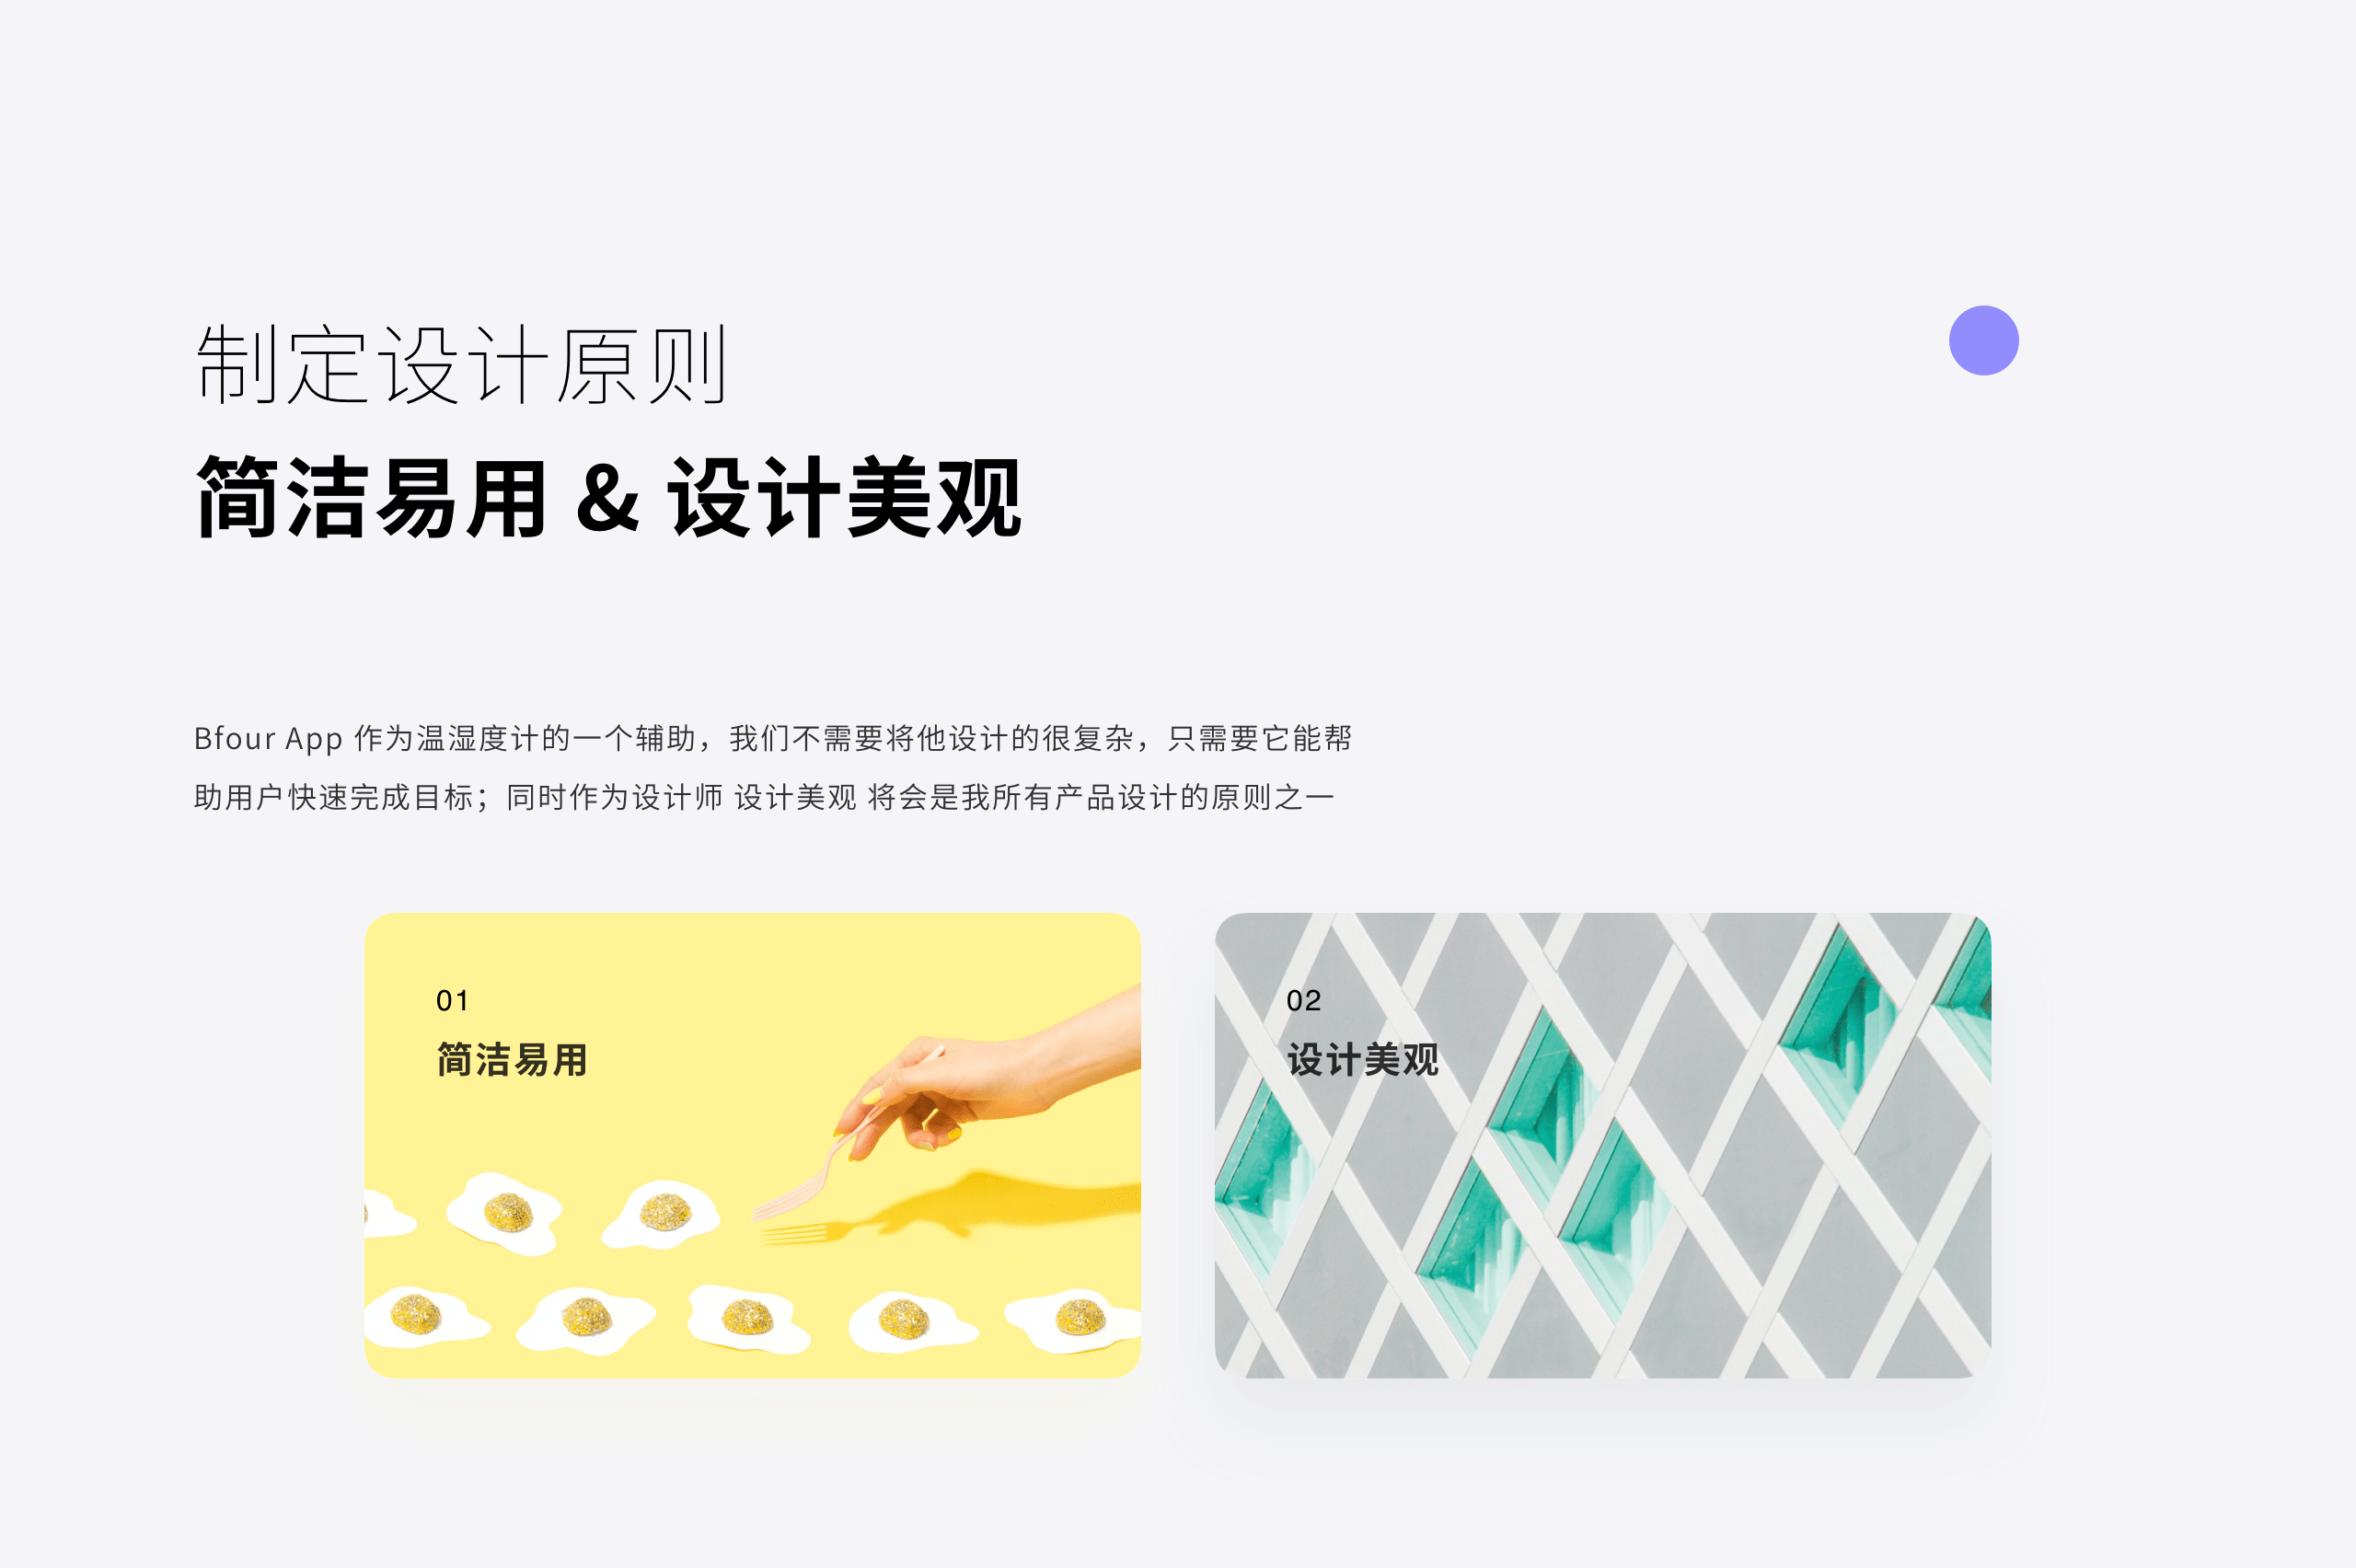 制定设计原则
简洁易用 & 设计美观
Bfour App 作为温湿度计的一个辅助，我们不需要将他设计的很复杂，只需要它能帮
助用户快速完成目标；同时作为设计师 设计美观 将会是我所有产品设计的原则之一
01
简洁易用
02
设计美观